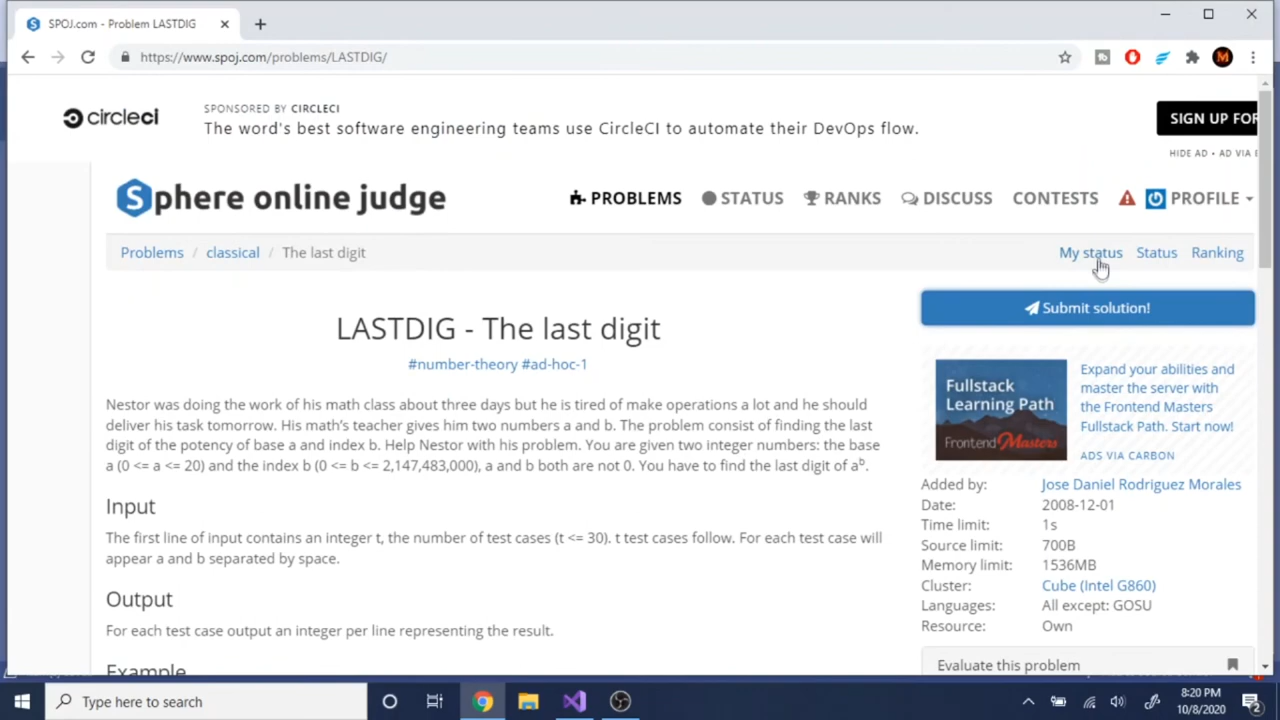 SPOJ.com - Problem LASTDIG
https://www.spoj.com/problems/LASTDIG/
circleci
SPONSORED BY CIRCLECI
The word's best software engineering teams use CircleCI to automate their DevOps flow.
SIGN UP FOR
HIDE AD • AD VIA
Sphere online judge
PROBLEMS STATUS RANKS DISCUSS CONTESTS PROFILE
Problems / classical / The last digit
My status Status Ranking
Submit solution!
LASTDIG - The last digit
#number-theory #ad-hoc-1
Nestor was doing the work of his math class about three days but he is tired of make operations a lot and he should
deliver his task tomorrow. His math's teacher gives him two numbers a and b. The problem consist of finding the last
digit of the potency of base a and index b. Help Nestor with his problem. You are given two integer numbers: the base
a (0 <= a <= 20) and the index b (0 <= b <= 2,147,483,000), a and b both are not 0. You have to find the last digit of aᵇ.
Input
The first line of input contains an integer t, the number of test cases (t <= 30). t test cases follow. For each test case will
appear a and b separated by space.
Output
For each test case output an integer per line representing the result.
Example
Fullstack
Learning Path
Frontend Masters
Expand your abilities and
master the server with
the Frontend Masters
Fullstack Path. Start now!
ADS VIA CARBON
Added by: Jose Daniel Rodriguez Morales
Date: 2008-12-01
Time limit: 1s
Source limit: 700B
Memory limit: 1536MB
Cluster: Cube (Intel G860)
Languages: All except: GOSU
Resource: Own
Evaluate this problem
Type here to search
8:20 PM
10/8/2020
2